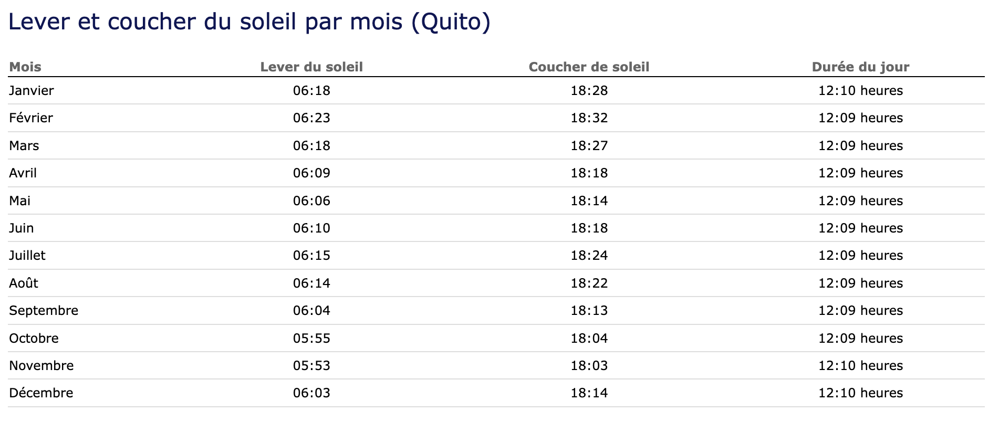 Lever et coucher du soleil par mois (Quito)
Mois Lever du soleil Coucher de soleil Durée du jour
Janvier 06:18 18:28 12:10 heures
Février 06:23 18:32 12:09 heures
Mars 06:18 18:27 12:09 heures
Avril 06:09 18:18 12:09 heures
Mai 06:06 18:14 12:09 heures
Juin 06:10 18:18 12:09 heures
Juillet 06:15 18:24 12:09 heures
Août 06:14 18:22 12:09 heures
Septembre 06:04 18:13 12:09 heures
Octobre 05:55 18:04 12:09 heures
Novembre 05:53 18:03 12:10 heures
Décembre 06:03 18:14 12:10 heures